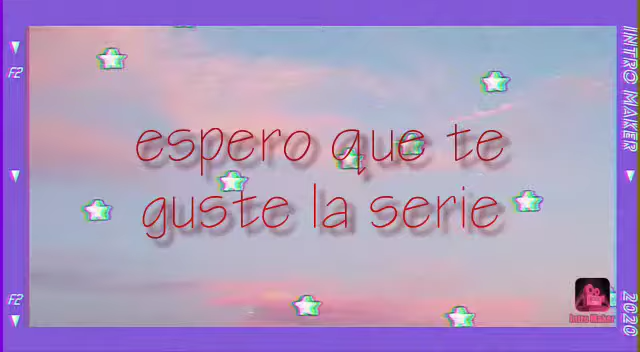 espero que te
guste la serie
F2
F2
INTRO MAKER
2020
Intro Maker